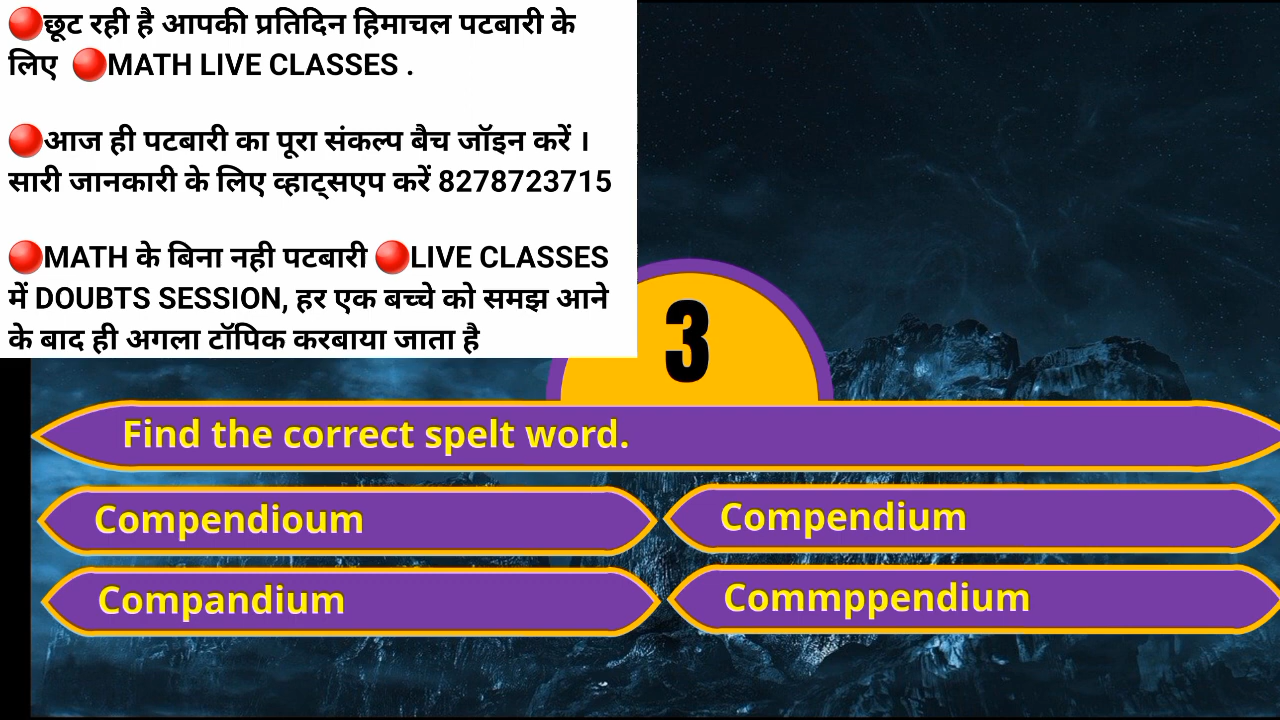 🔴छूट रही है आपकी प्रतिदिन हिमाचल पटबारी के
लिए 🔴MATH LIVE CLASSES .
🔴आज ही पटबारी का पूरा संकल्प बैच जॉइन करें ।
सारी जानकारी के लिए व्हाट्सएप करें 8278723715
🔴MATH के बिना नही पटबारी 🔴LIVE CLASSES
में DOUBTS SESSION, हर एक बच्चे को समझ आने
के बाद ही अगला टॉपिक करबाया जाता है
3
Find the correct spelt word.
Compendioum
Compendium
Compandium
Commppendium